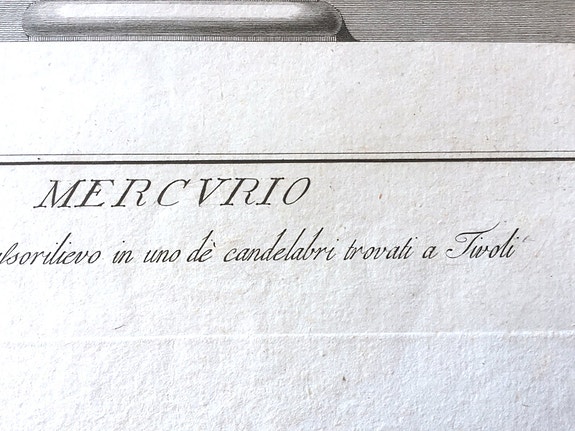 MERCVRIO
in uno dè candelabri trovati a Tivoli